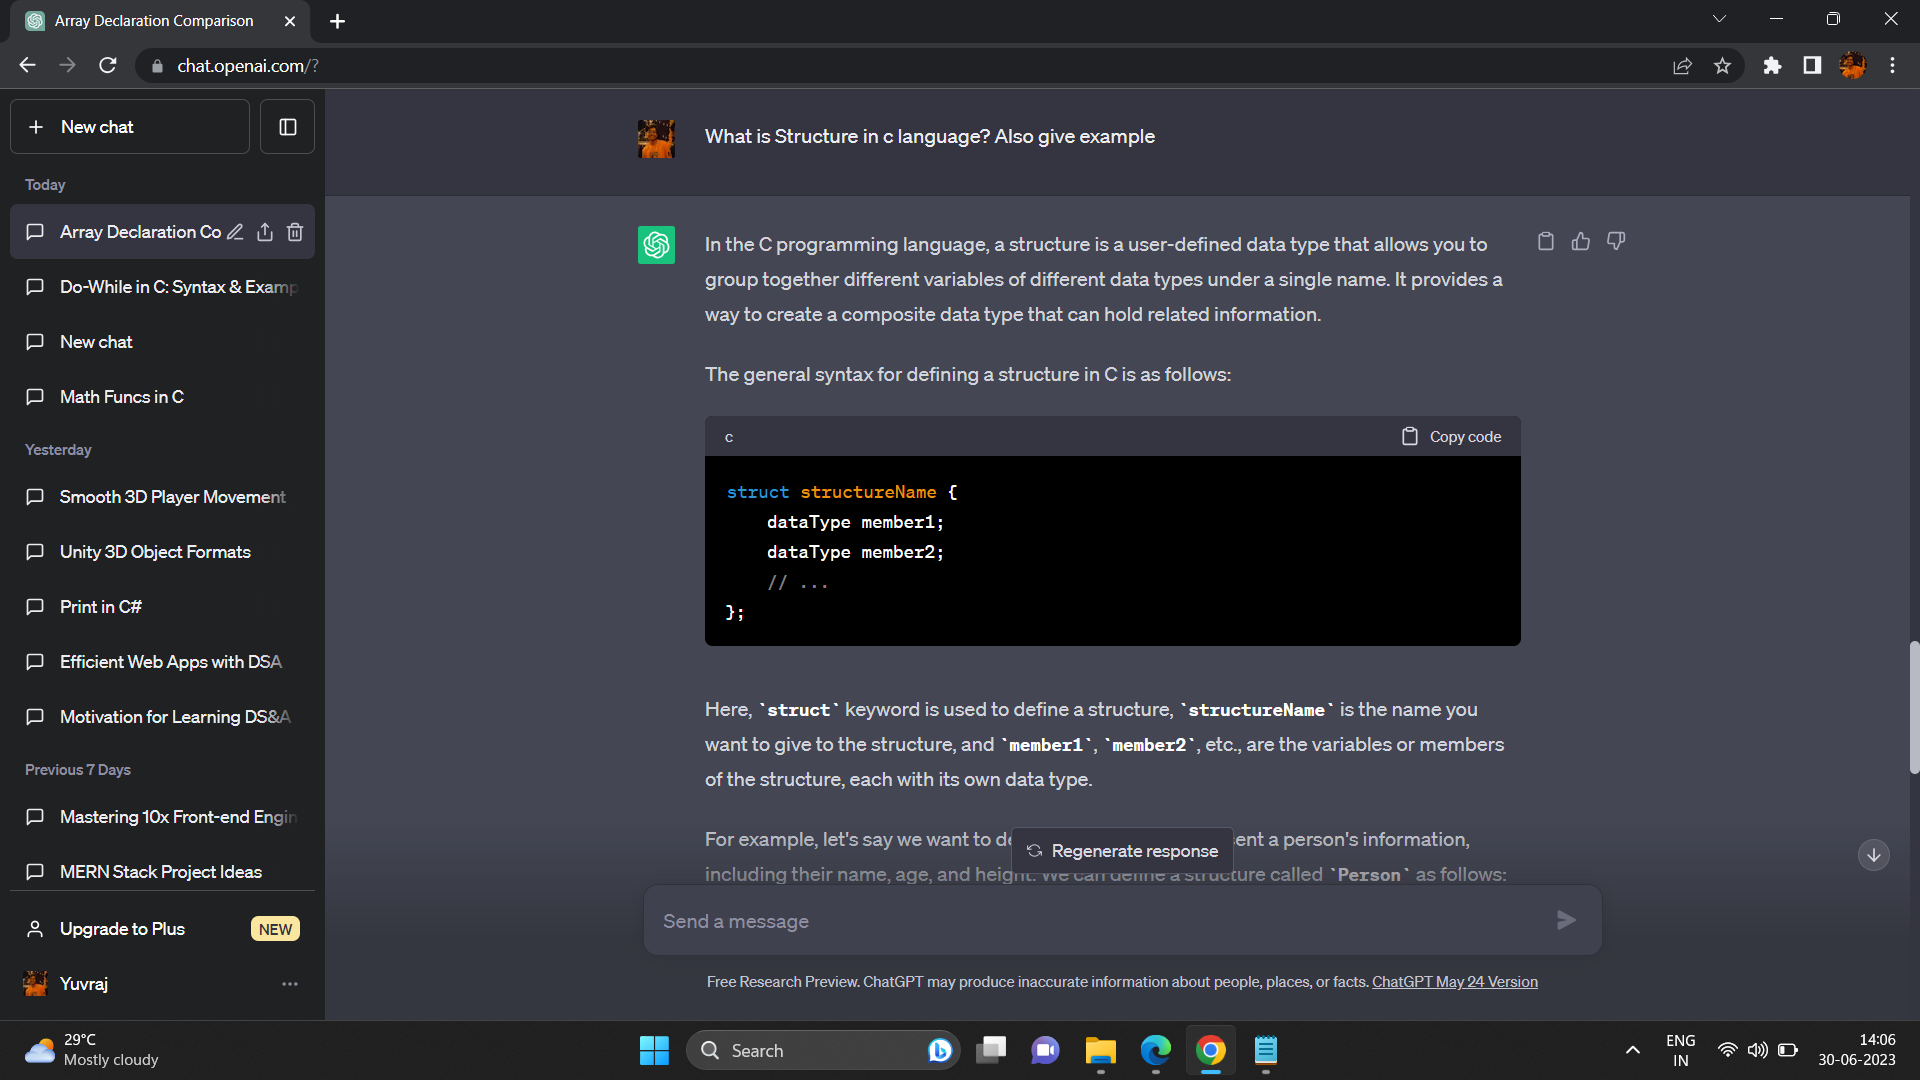 Array Declaration Comparison
chat.openai.com/?
New chat
Today
Array Declaration Co
Do-While in C: Syntax & Examp
New chat
Math Funcs in C
Yesterday
Smooth 3D Player Movement
Unity 3D Object Formats
Print in C#
Efficient Web Apps with DSA
Motivation for Learning DS&A
Previous 7 Days
Mastering 10x Front-end Engin
MERN Stack Project Ideas
Upgrade to Plus NEW
Yuvraj
What is Structure in c language? Also give example
In the C programming language, a structure is a user-defined data type that allows you to
group together different variables of different data types under a single name. It provides a
way to create a composite data type that can hold related information.
The general syntax for defining a structure in C is as follows:
c Copy code
struct structureName {
    dataType member1;
    dataType member2;
    // ...
};
Here, `struct` keyword is used to define a structure, `structureName` is the name you
want to give to the structure, and `member1`, `member2`, etc., are the variables or members
of the structure, each with its own data type.
For example, let's say we want to de
ent a person's information,
Regenerate response
including their name, age, and height. We can define a structure called `Person` as follows:
Send a message
Free Research Preview. ChatGPT may produce inaccurate information about people, places, or facts. ChatGPT May 24 Version
29°C
Mostly cloudy
Search
ENG
IN
14:06
30-06-2023